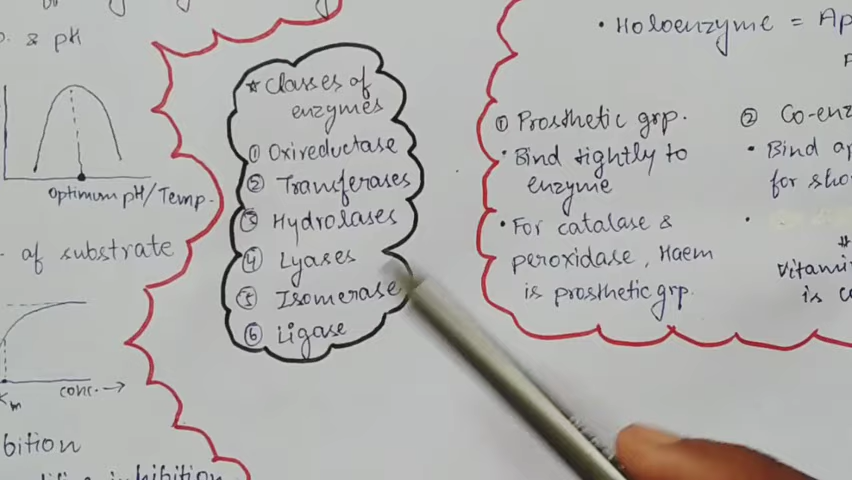 & pH
Optimum pH/Temp.
of substrate
Km
conc. →
bition
inhibition
* Classes of
enzymes
① Oxireductase
② Transferases
③ Hydrolases
④ Lyases
⑤ Isomerase
⑥ Ligase
• Holoenzyme = Ap
① Prosthetic grp.
• Bind tightly to
enzyme
• For catalase &
peroxidase, Haem
is prosthetic grp.
② Co-enz
• Bind ap
for sho
Vitami
is c